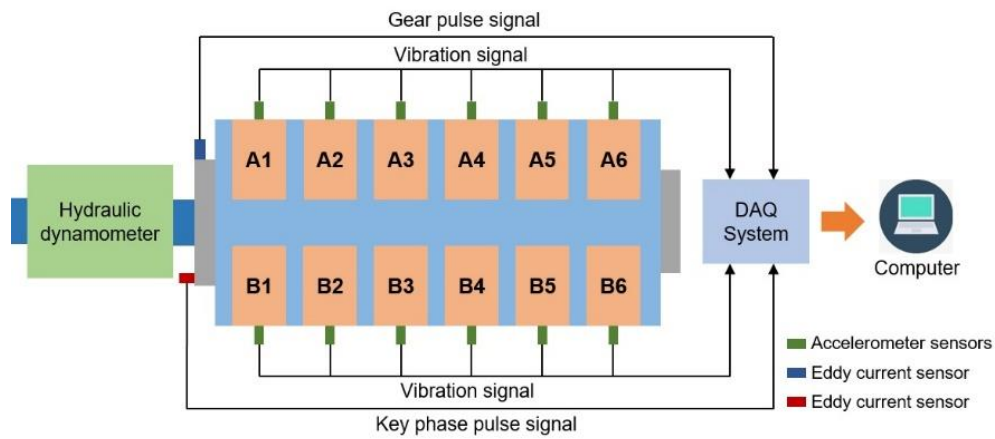 Gear pulse signal
Vibration signal
A1 A2 A3 A4 A5 A6
Hydraulic
dynamometer
DAQ
System
Computer
B1 B2 B3 B4 B5 B6
Accelerometer sensors
Eddy current sensor
Eddy current sensor
Vibration signal
Key phase pulse signal